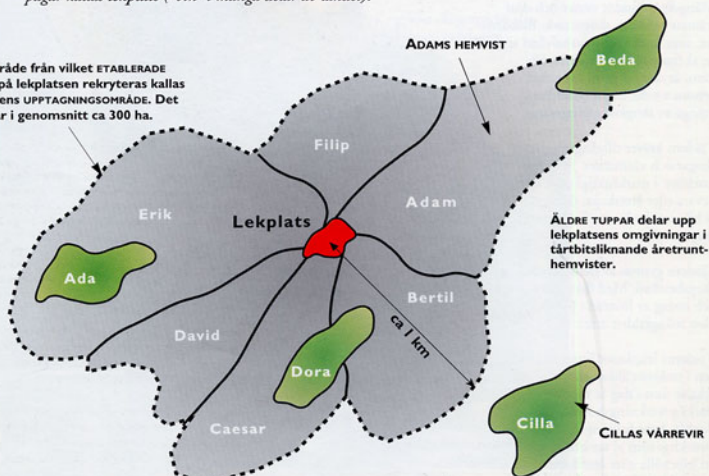 ADAMS HEMVIST
Beda
råde från vilket ETABLERADE
på lekplatsen rekryteras kallas
ens UPPTAGNINGSOMRÅDE. Det
r i genomsnitt ca 300 ha.
Filip
Adam
Erik
Lekplats
ÄLDRE TUPPAR delar upp
lekplatsens omgivningar i
tårtbitsliknande åretrunt-
hemvister.
Ada
Bertil
David
ca 1 km
Dora
Cilla
Caesar
CILLAS VÅRREVIR